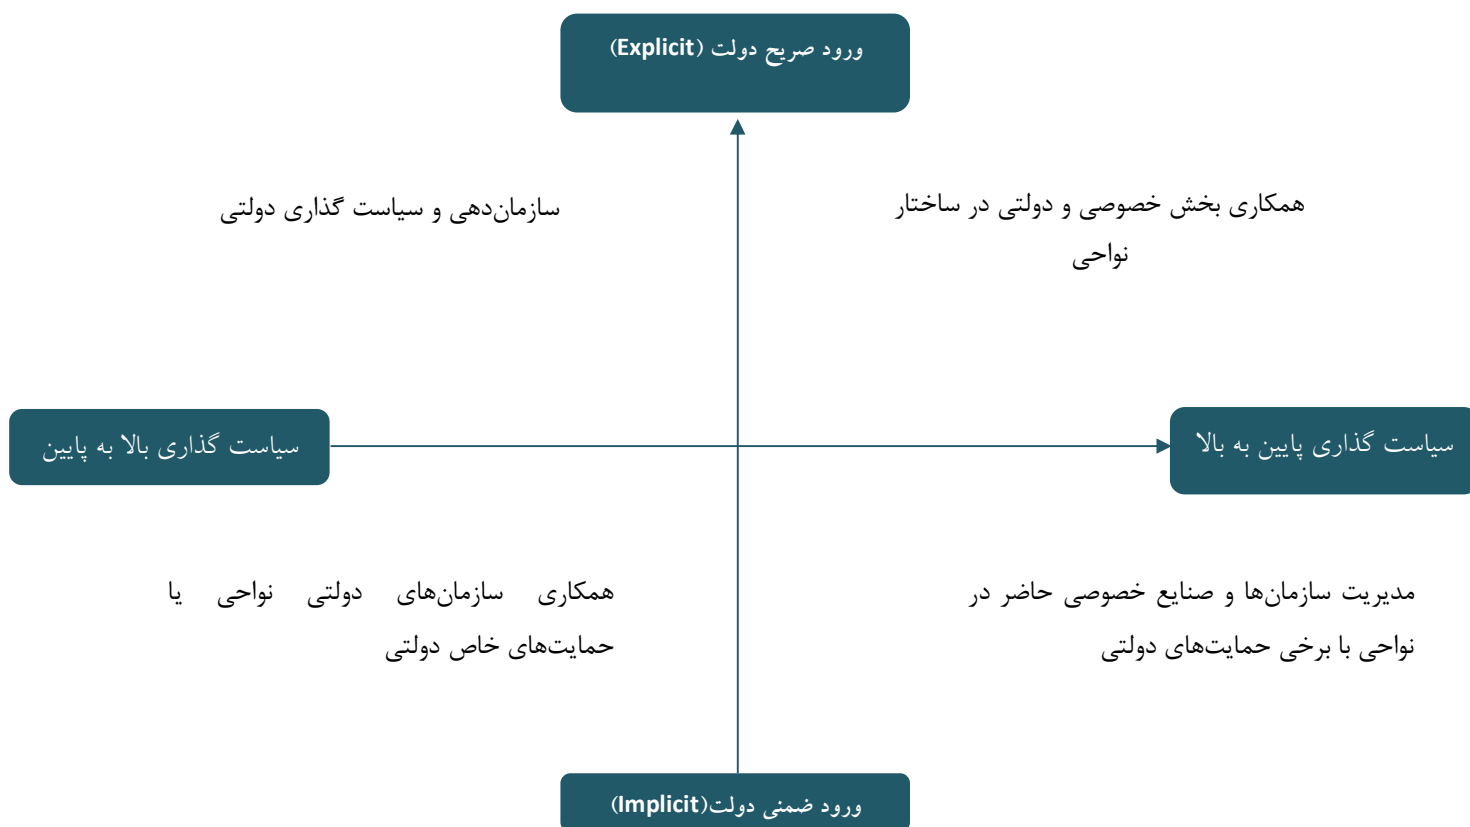 ورود صریح دولت (Explicit)
همکاری بخش خصوصی و دولتی در ساختار
نواحی
سازمان‌دهی و سیاست گذاری دولتی
سیاست گذاری پایین به بالا
سیاست گذاری بالا به پایین
مدیریت سازمان‌ها و صنایع خصوصی حاضر در
نواحی با برخی حمایت‌های دولتی
همکاری سازمان‌های دولتی نواحی یا
حمایت‌های خاص دولتی
ورود ضمنی دولت(Implicit)